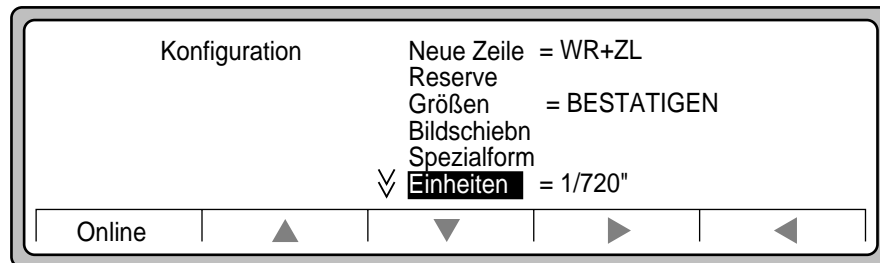 Konfiguration
Neue Zeile = WR+ZL
Reserve
Größen = BESTATIGEN
Bildschiebn
Spezialform
Einheiten = 1/720"
Online